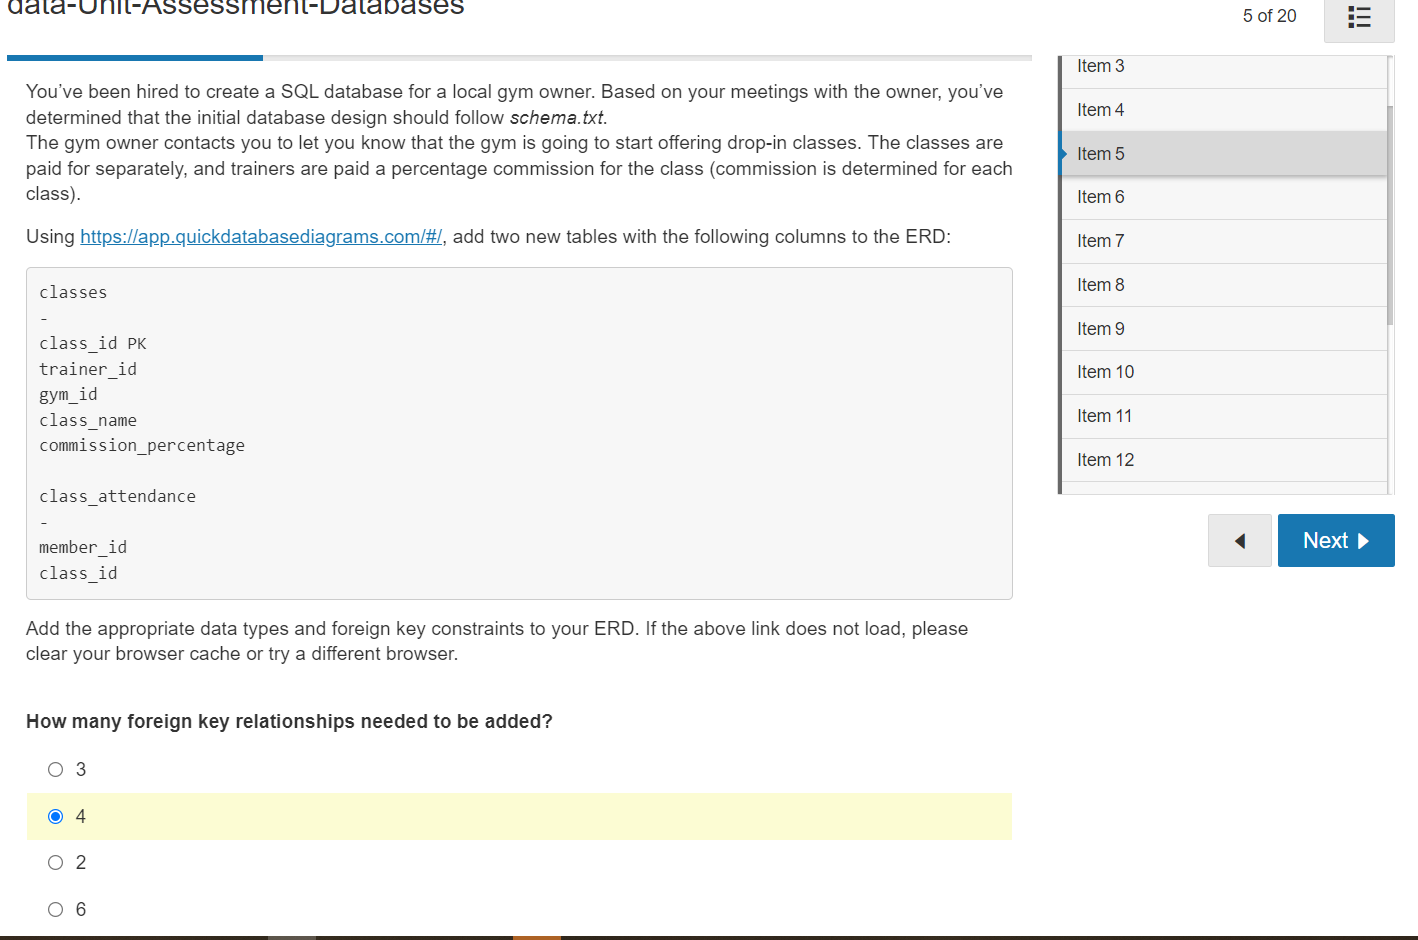 data-Unit-Assessment-Databases
5 of 20
You’ve been hired to create a SQL database for a local gym owner. Based on your meetings with the owner, you’ve
determined that the initial database design should follow schema.txt.
The gym owner contacts you to let you know that the gym is going to start offering drop-in classes. The classes are
paid for separately, and trainers are paid a percentage commission for the class (commission is determined for each
class).
Using https://app.quickdatabasediagrams.com/#/, add two new tables with the following columns to the ERD:
classes
-
class_id PK
trainer_id
gym_id
class_name
commission_percentage
class_attendance
-
member_id
class_id
Add the appropriate data types and foreign key constraints to your ERD. If the above link does not load, please
clear your browser cache or try a different browser.
How many foreign key relationships needed to be added?
3
4
2
6
Item 3
Item 4
Item 5
Item 6
Item 7
Item 8
Item 9
Item 10
Item 11
Item 12
Next